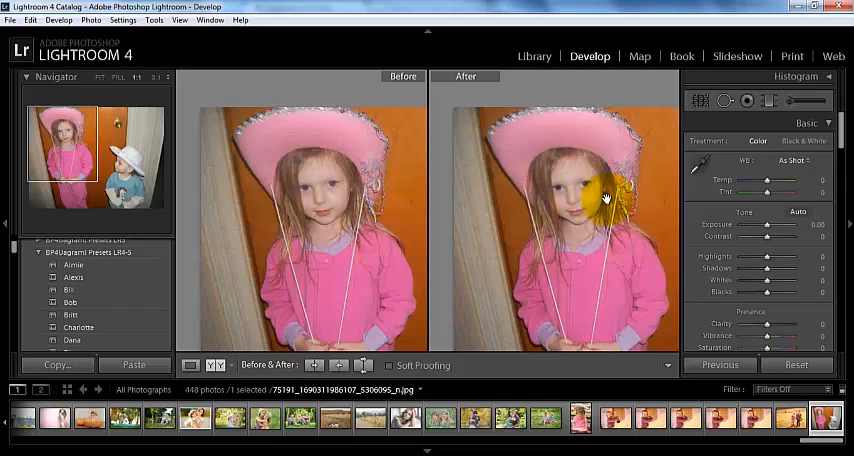 Lightroom 4 Catalog - Adobe Photoshop Lightroom - Develop
File Edit Develop Photo Settings Tools View Window Help
Lr ADOBE PHOTOSHOP
LIGHTROOM 4
Library | Develop | Map | Book | Slideshow | Print | Web
Navigator FIT FILL 1:1 3:1
Before
After
Histogram
Basic
Treatment: Color Black & White
WB: As Shot
Temp 0
Tint 0
Tone Auto
Exposure 0.00
Contrast 0
Highlights 0
Shadows 0
Whites 0
Blacks 0
Presence
Clarity 0
Vibrance 0
Saturation 0
BP4Uagram! Presets LR4-S
Aimie
Alexis
Bill
Bob
Britt
Charlotte
Dana
Copy... Paste
Y Y Before & After: Soft Proofing
Previous Reset
1 2 All Photographs 448 photos /1 selected /75191_1690311986107_5306095_n.jpg
Filter: Filters Off